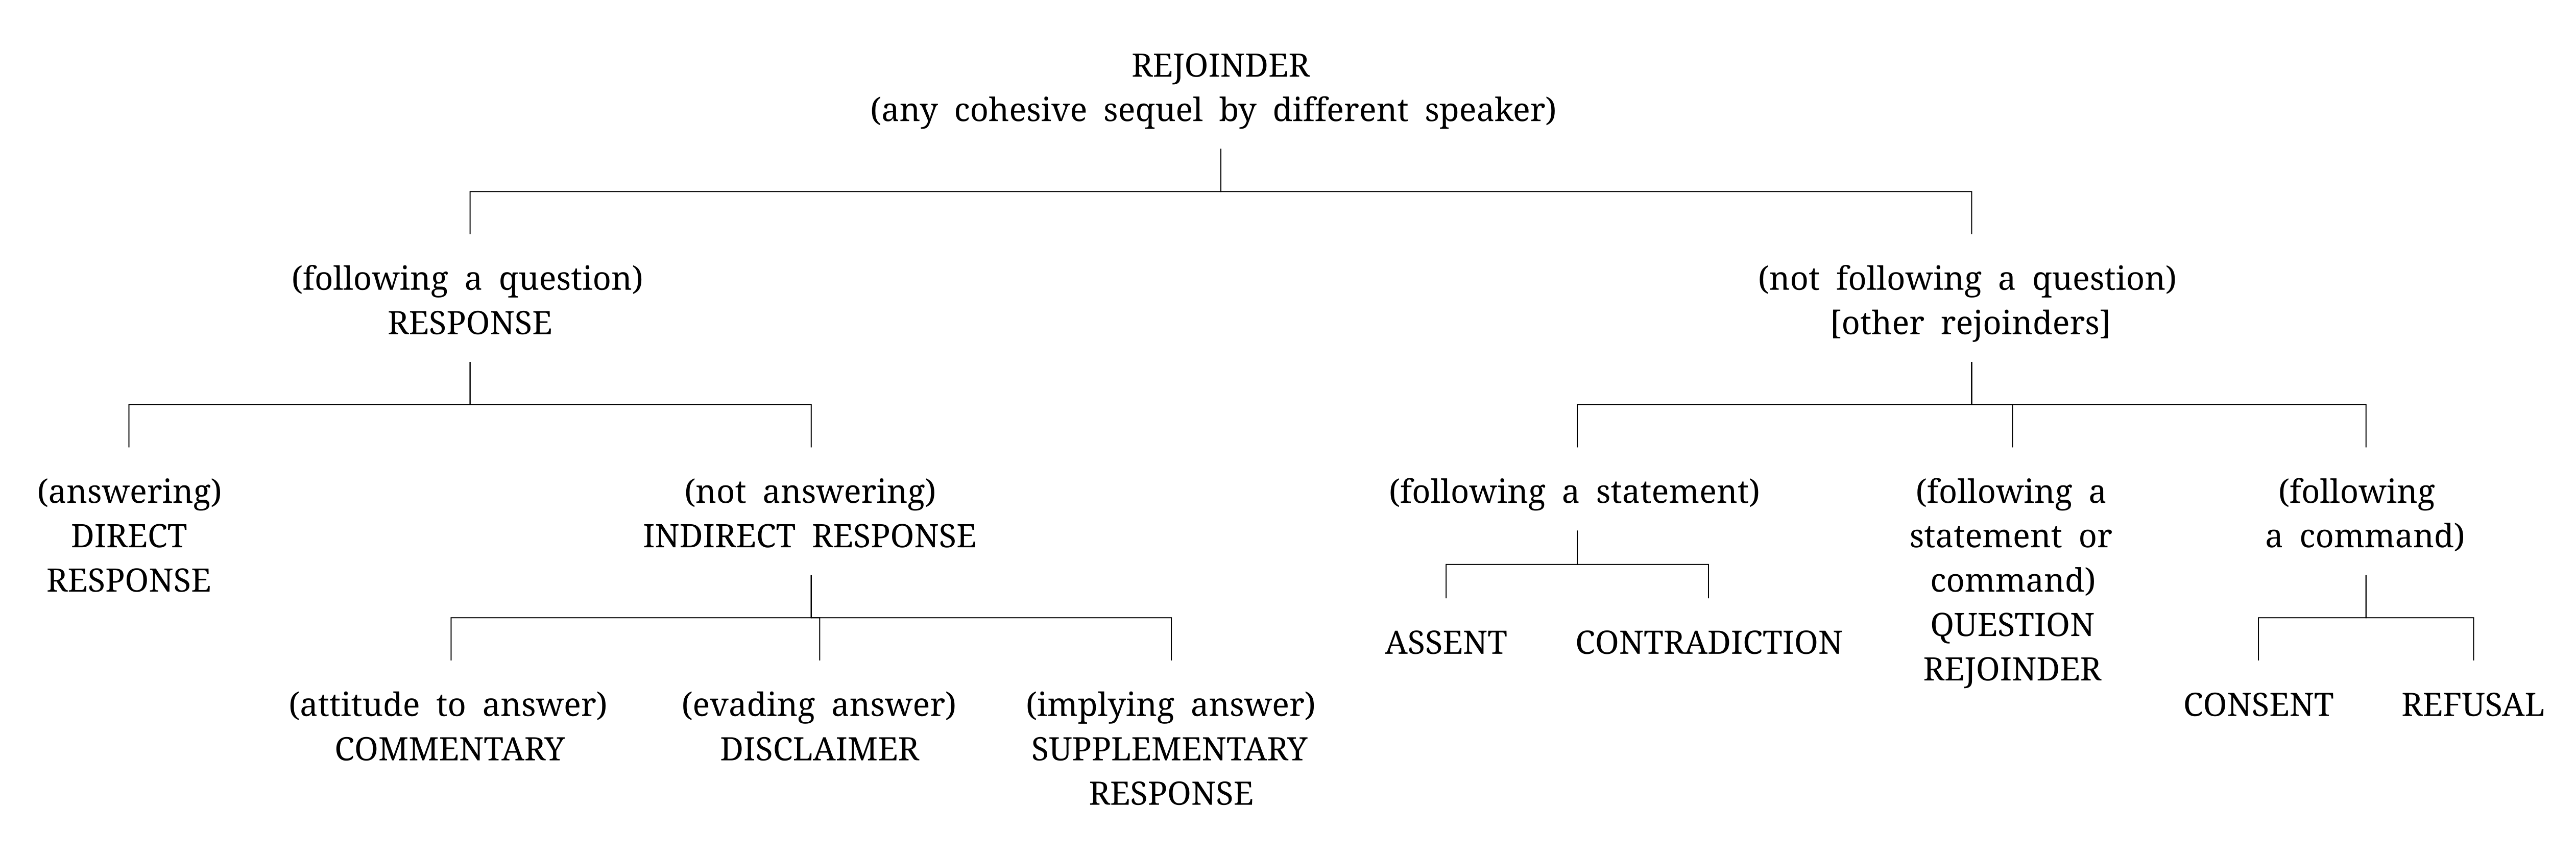 REJOINDER
(any cohesive sequel by different speaker)
(following a question)
RESPONSE
(not following a question)
[other rejoinders]
(answering)
DIRECT
RESPONSE
(not answering)
INDIRECT RESPONSE
(attitude to answer)
COMMENTARY
(evading answer)
DISCLAIMER
(implying answer)
SUPPLEMENTARY
RESPONSE
(following a statement)
ASSENT
CONTRADICTION
(following a
statement or
command)
QUESTION
REJOINDER
(following
a command)
CONSENT
REFUSAL